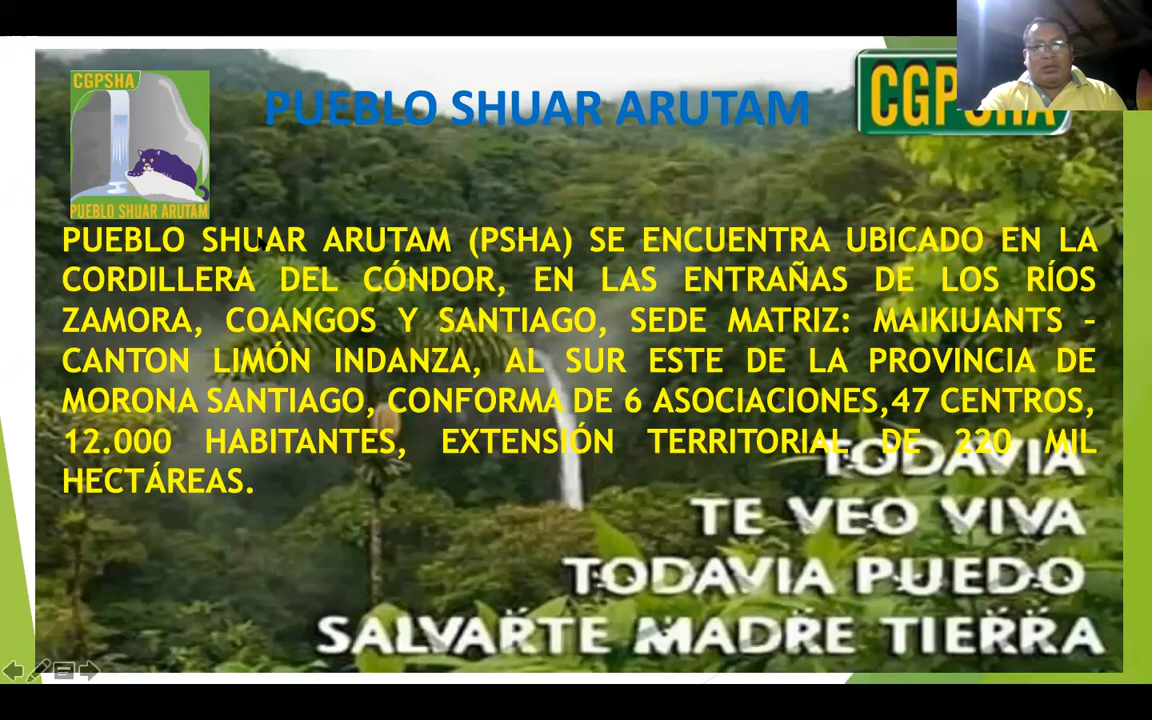 CGPSHA
PUEBLO SHUAR ARUTAM
PUEBLO SHUAR ARUTAM
CGPSHA
PUEBLO SHUAR ARUTAM (PSHA) SE ENCUENTRA UBICADO EN LA
CORDILLERA DEL CÓNDOR, EN LAS ENTRAÑAS DE LOS RÍOS
ZAMORA, COANGOS Y SANTIAGO, SEDE MATRIZ: MAIKIUANTS –
CANTON LIMÓN INDANZA, AL SUR ESTE DE LA PROVINCIA DE
MORONA SANTIAGO, CONFORMA DE 6 ASOCIACIONES,47 CENTROS,
12.000 HABITANTES, EXTENSIÓN TERRITORIAL DE 220 MIL
HECTÁREAS.
TODAVIA
TE VEO VIVA
TODAVIA PUEDO
SALVARTE MADRE TIERRA